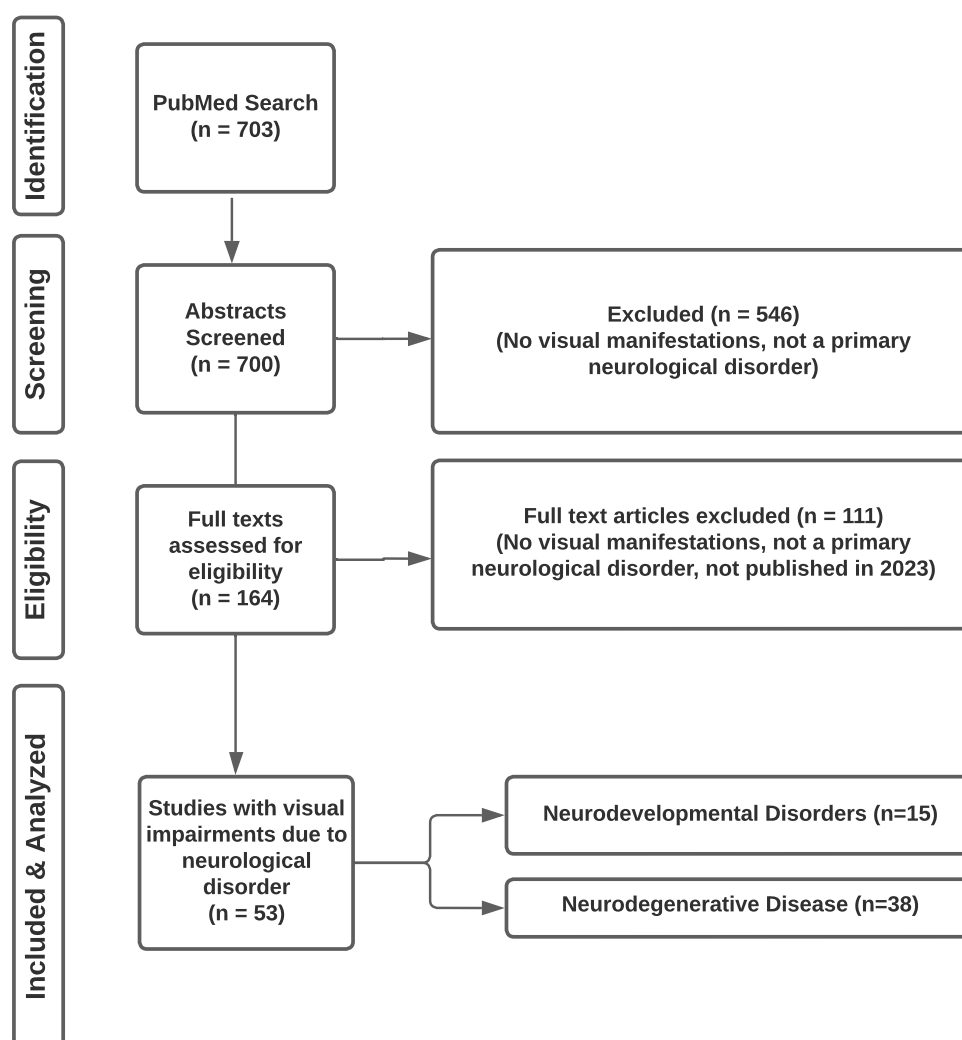 Identification
PubMed Search
(n = 703)
Screening
Abstracts
Screened
(n = 700)
Excluded (n = 546)
(No visual manifestations, not a primary
neurological disorder)
Eligibility
Full texts
assessed for
eligibility
(n = 164)
Full text articles excluded (n = 111)
(No visual manifestations, not a primary
neurological disorder, not published in 2023)
Included & Analyzed
Studies with visual
impairments due to
neurological
disorder
(n = 53)
Neurodevelopmental Disorders (n=15)
Neurodegenerative Disease (n=38)